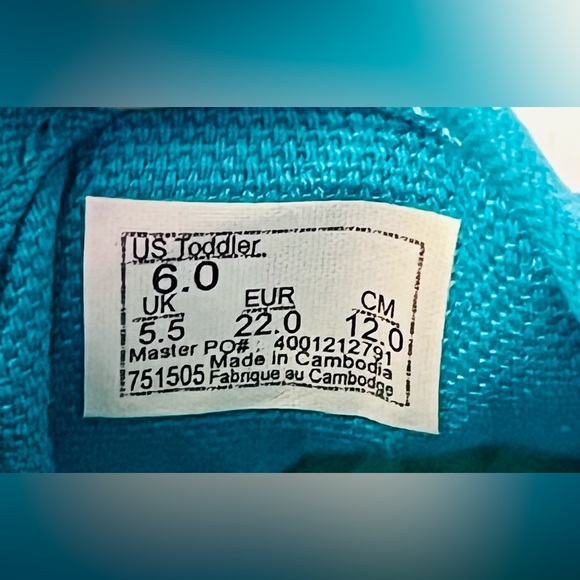 US Toddler.
6.0
UK EUR CM
5.5 22.0 12.0
Master PO# : 4001212791
Made in Cambodia
751505 Fabrique au Cambodge